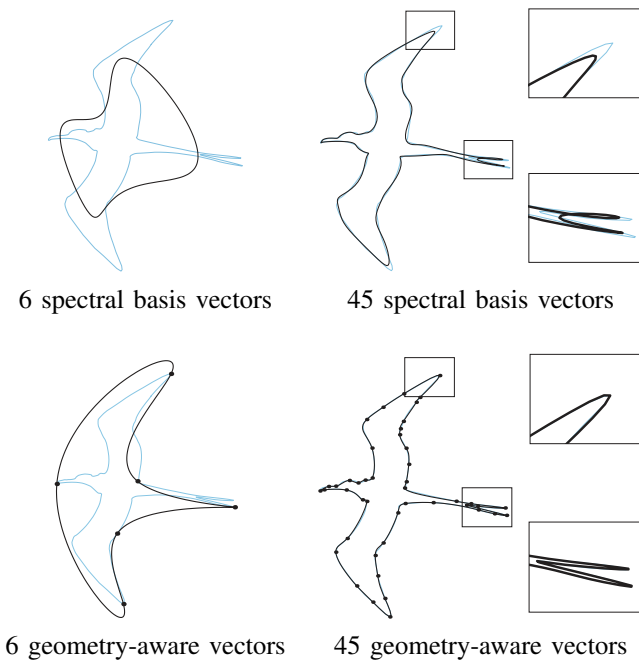 6 spectral basis vectors
45 spectral basis vectors
6 geometry-aware vectors
45 geometry-aware vectors